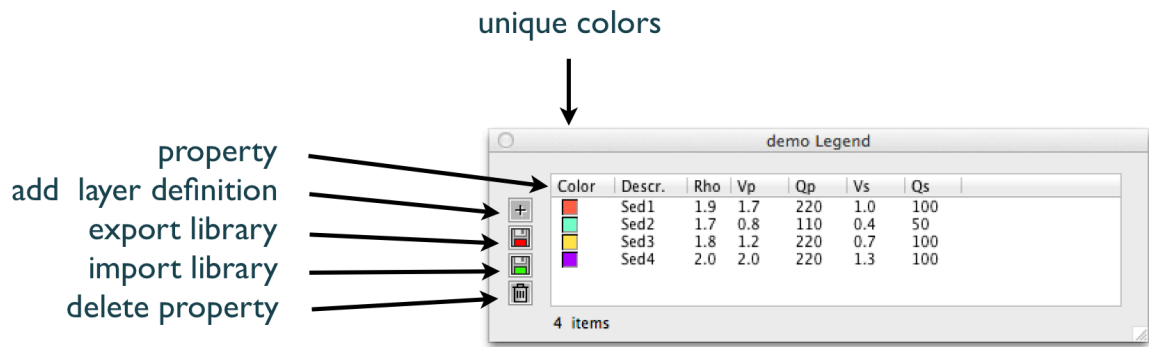 unique colors
demo Legend
property
add layer definition
export library
import library
delete property
Color Descr. Rho Vp Qp Vs Qs
Sed1 1.9 1.7 220 1.0 100
Sed2 1.7 0.8 110 0.4 50
Sed3 1.8 1.2 220 0.7 100
Sed4 2.0 2.0 220 1.3 100
4 items